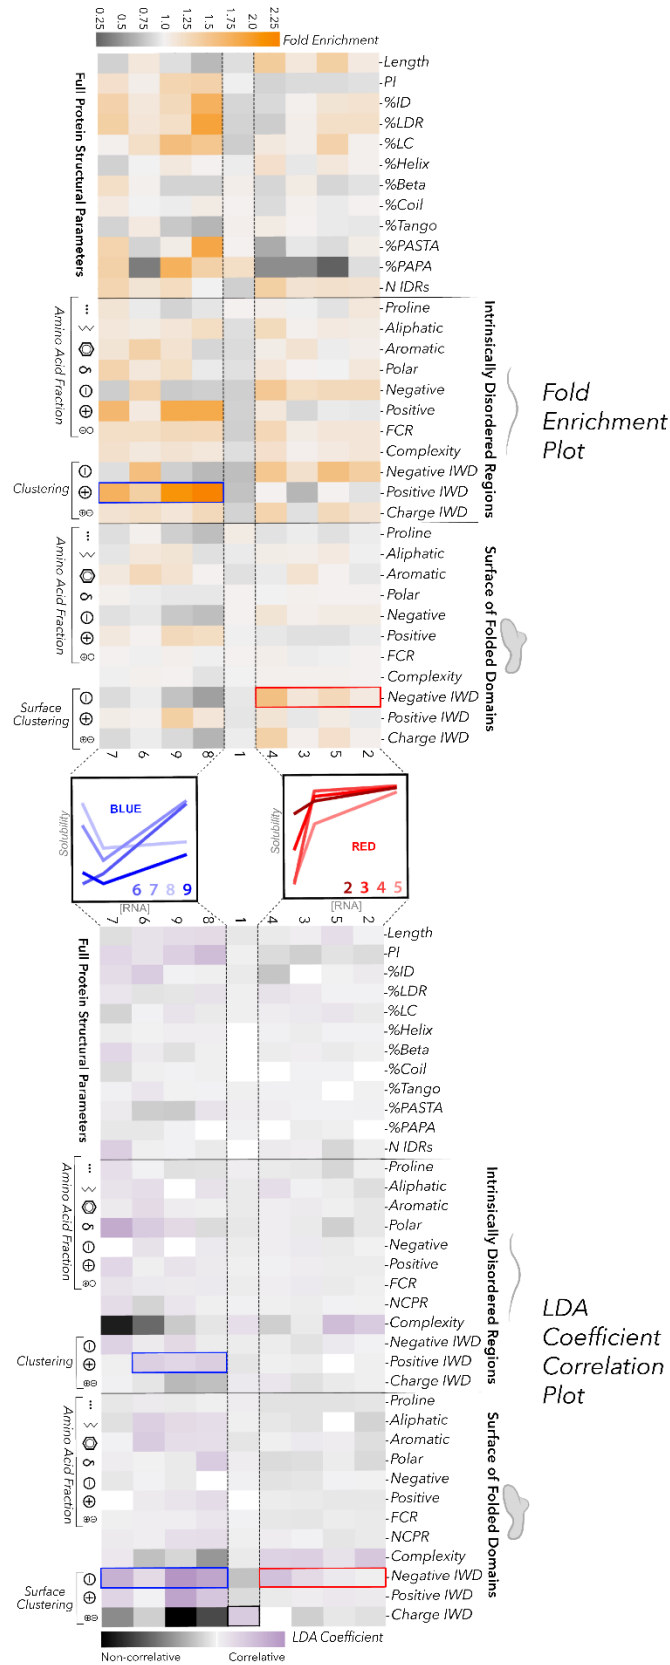 0.25
0.5
0.75
1.0
1.25
1.5
1.75
2.0
2.25
Fold Enrichment
Full Protein Structural Parameters
-Length
-PI
-%ID
-%LDR
-%LC
-%Helix
-%Beta
-%Coil
-%Tango
-%PASTA
-%PAPA
-N IDRs
Intrinsically Disordered Regions
Amino Acid Fraction
-Proline
-Aliphatic
-Aromatic
-Polar
-Negative
-Positive
-FCR
-Complexity
Clustering
-Negative IWD
-Positive IWD
-Charge IWD
Surface of Folded Domains
Amino Acid Fraction
-Proline
-Aliphatic
-Aromatic
-Polar
-Negative
-Positive
-FCR
-Complexity
Surface
Clustering
-Negative IWD
-Positive IWD
-Charge IWD
7 6 9 8 1 4 3 5 2
Fold
Enrichment
Plot
Solubility
BLUE
6 7 8 9
[RNA]
Solubility
RED
2 3 4 5
[RNA]
7 6 9 8 1 4 3 5 2
Full Protein Structural Parameters
-Length
-PI
-%ID
-%LDR
-%LC
-%Helix
-%Beta
-%Coil
-%Tango
-%PASTA
-%PAPA
-N IDRs
Intrinsically Disordered Regions
Amino Acid Fraction
-Proline
-Aliphatic
-Aromatic
-Polar
-Negative
-Positive
-FCR
-NCPR
-Complexity
Clustering
-Negative IWD
-Positive IWD
-Charge IWD
Surface of Folded Domains
Amino Acid Fraction
-Proline
-Aliphatic
-Aromatic
-Polar
-Negative
-Positive
-FCR
-NCPR
-Complexity
Surface
Clustering
-Negative IWD
-Positive IWD
-Charge IWD
LDA
Coefficient
Correlation
Plot
LDA Coefficient
Non-correlative
Correlative